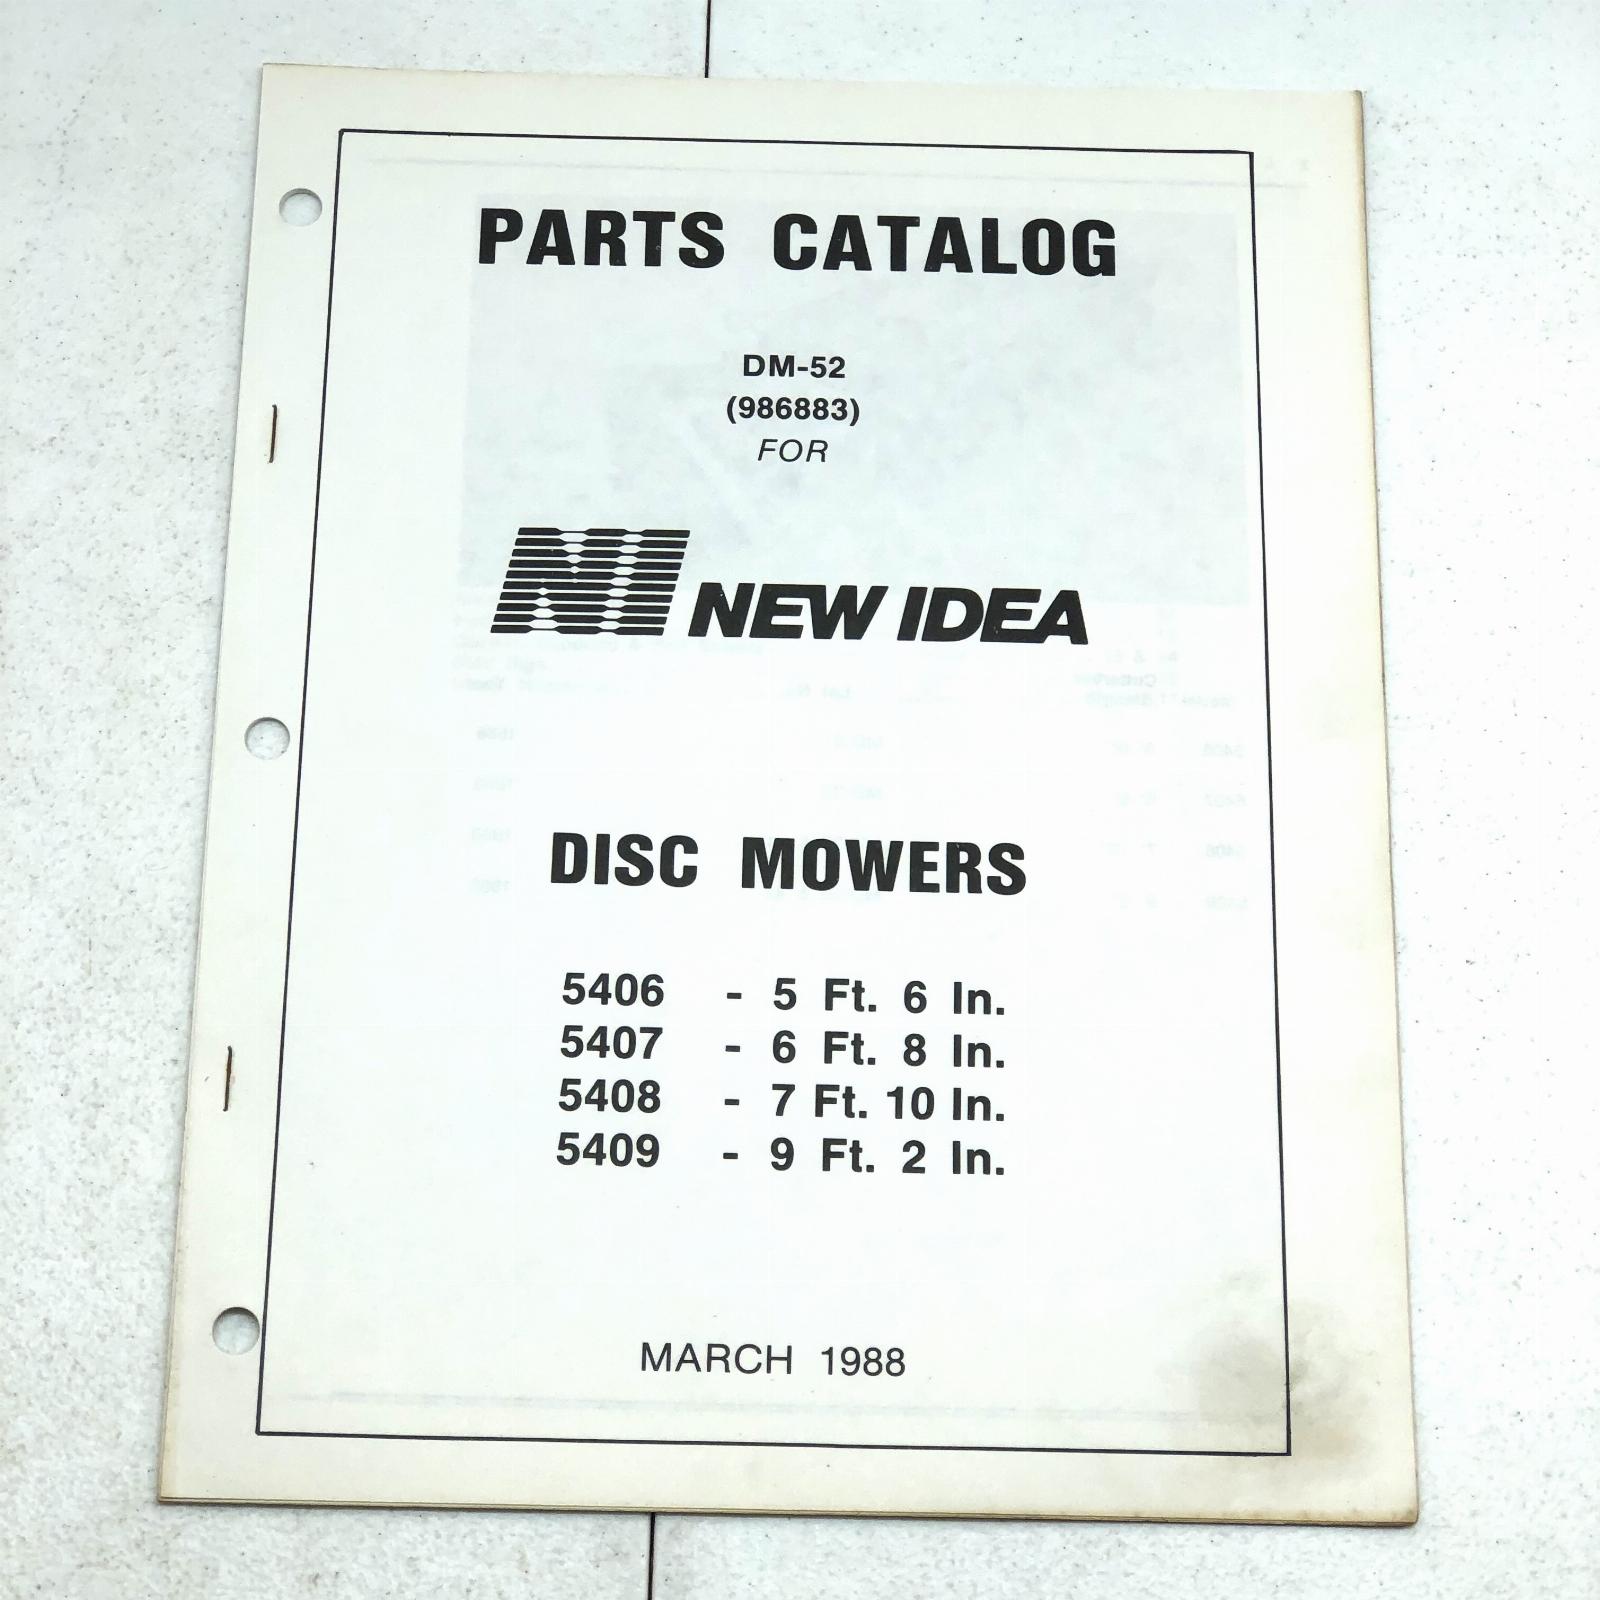 PARTS CATALOG
DM-52
(986883)
FOR
NEW IDEA
DISC MOWERS
5406 - 5 Ft. 6 In.
5407 - 6 Ft. 8 In.
5408 - 7 Ft. 10 In.
5409 - 9 Ft. 2 In.
MARCH 1988